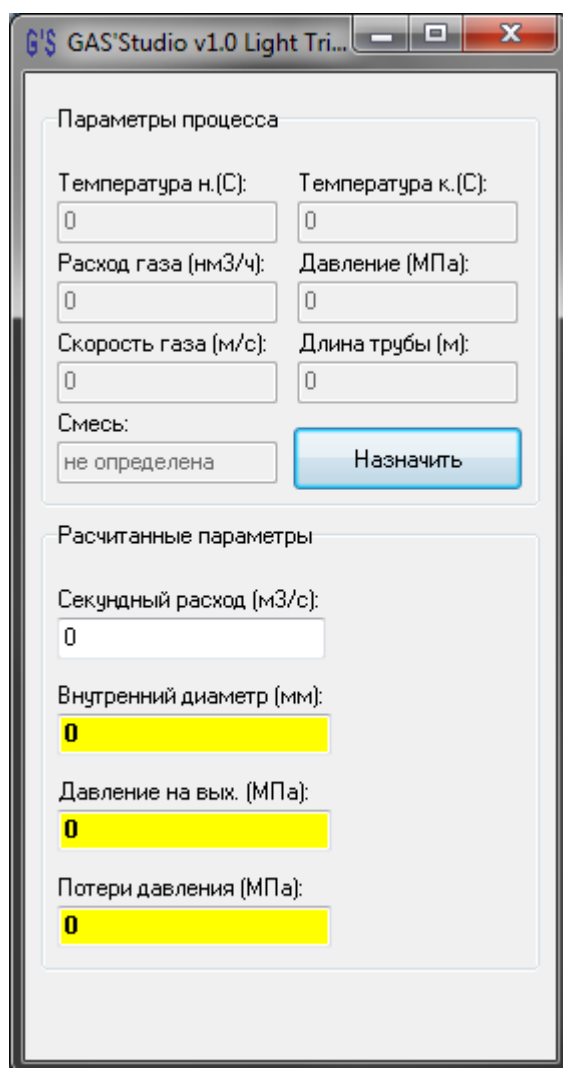 G'S GAS'Studio v1.0 Light Tri...
Параметры процесса
Температура н.(С): Температура к.(С):
0 0
Расход газа (нм3/ч): Давление (МПа):
0 0
Скорость газа (м/с): Длина трубы (м):
0 0
Смесь:
не определена Назначить
Расчитанные параметры
Секундный расход (м3/с):
0
Внутренний диаметр (мм):
0
Давление на вых. (МПа):
0
Потери давления (МПа):
0